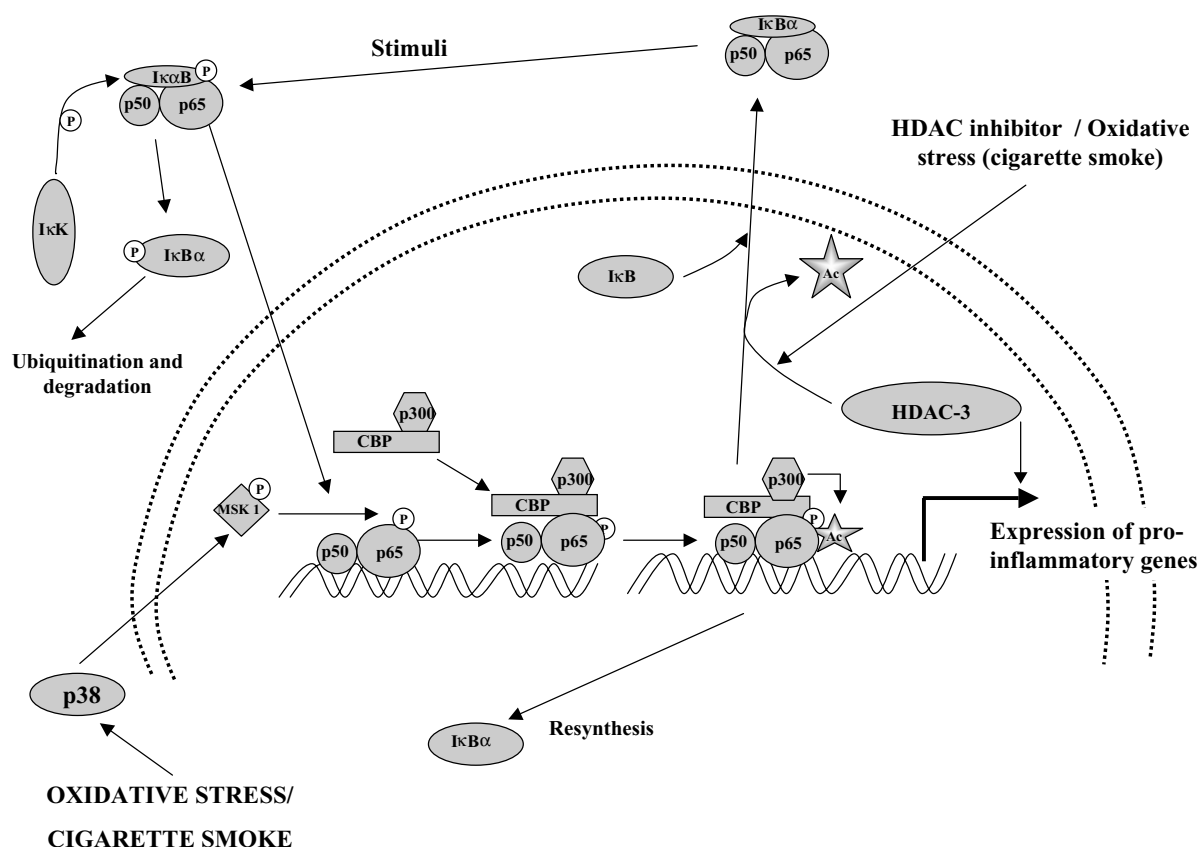 IκBα
p50
p65
Stimuli
IκαB
P
p50
p65
P
HDAC inhibitor / Oxidative
stress (cigarette smoke)
IκK
P
IκBα
IκB
Ac
Ubiquitination and
degradation
HDAC-3
p300
CBP
p300
CBP
p300
CBP
P
MSK 1
P
p50
p65
P
p50
p65
P
p50
p65
Ac
Expression of pro-
inflammatory genes
p38
Resynthesis
IκBα
OXIDATIVE STRESS/
CIGARETTE SMOKE